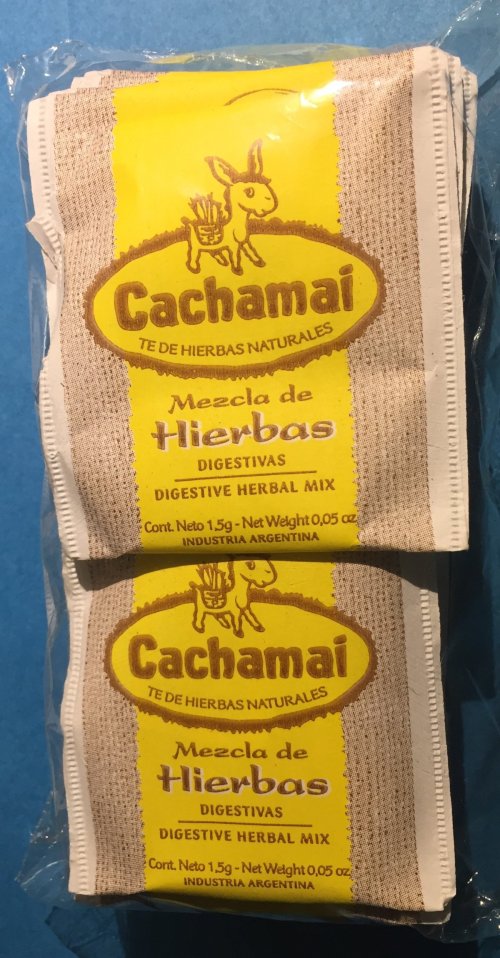 Cachamai
TE DE HIERBAS NATURALES
Mezcla de
Hierbas
DIGESTIVAS
DIGESTIVE HERBAL MIX
Cont. Neto 1,5g - Net Weight 0,05 oz
INDUSTRIA ARGENTINA
Cachamai
TE DE HIERBAS NATURALES
Mezcla de
Hierbas
DIGESTIVAS
DIGESTIVE HERBAL MIX
Cont. Neto 1,5g - Net Weight 0,05 oz
INDUSTRIA ARGENTINA